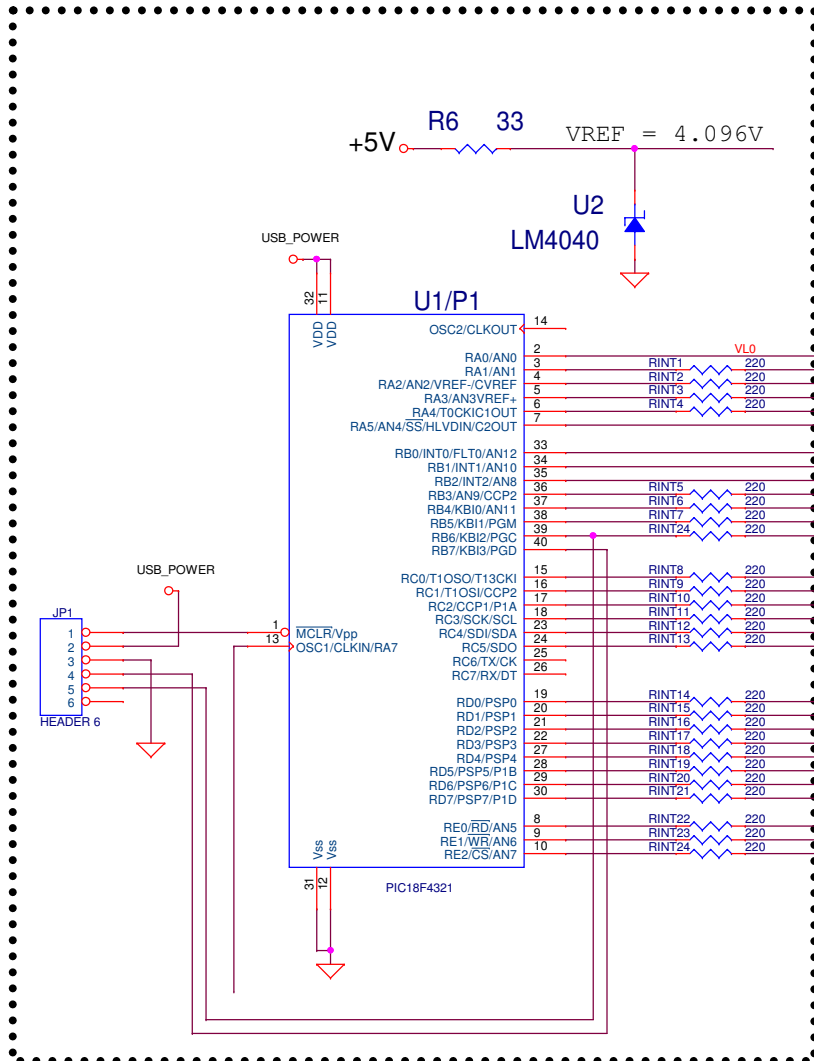 R6 33
+5V VREF = 4.096V
U2
LM4040
USB_POWER
U1/P1
32 11
VDD VDD
OSC2/CLKOUT 14
RA0/AN0 2 VL0
RA1/AN1 3 RINT1 220
RA2/AN2/VREF-/CVREF 4 RINT2 220
RA3/AN3VREF+ 5 RINT3 220
RA4/T0CKIC1OUT 6 RINT4 220
RA5/AN4/SS/HLVDIN/C2OUT 7
RB0/INT0/FLT0/AN12 33
RB1/INT1/AN10 34
RB2/INT2/AN8 35
RB3/AN9/CCP2 36 RINT5 220
RB4/KBI0/AN11 37 RINT6 220
RB5/KBI1/PGM 38 RINT7 220
RB6/KBI2/PGC 39 RINT24 220
RB7/KBI3/PGD 40
USB_POWER
RC0/T1OSO/T13CKI 15 RINT8 220
RC1/T1OSI/CCP2 16 RINT9 220
RC2/CCP1/P1A 17 RINT10 220
RC3/SCK/SCL 18 RINT11 220
RC4/SDI/SDA 23 RINT12 220
RC5/SDO 24 RINT13 220
RC6/TX/CK 25
RC7/RX/DT 26
JP1
1
2
3
4
5
6
HEADER 6
1 MCLR/Vpp
13 OSC1/CLKIN/RA7
RD0/PSP0 19 RINT14 220
RD1/PSP1 20 RINT15 220
RD2/PSP2 21 RINT16 220
RD3/PSP3 22 RINT17 220
RD4/PSP4 27 RINT18 220
RD5/PSP5/P1B 28 RINT19 220
RD6/PSP6/P1C 29 RINT20 220
RD7/PSP7/P1D 30 RINT21 220
RE0/RD/AN5 8 RINT22 220
RE1/WR/AN6 9 RINT23 220
RE2/CS/AN7 10 RINT24 220
Vss Vss
31 12
PIC18F4321